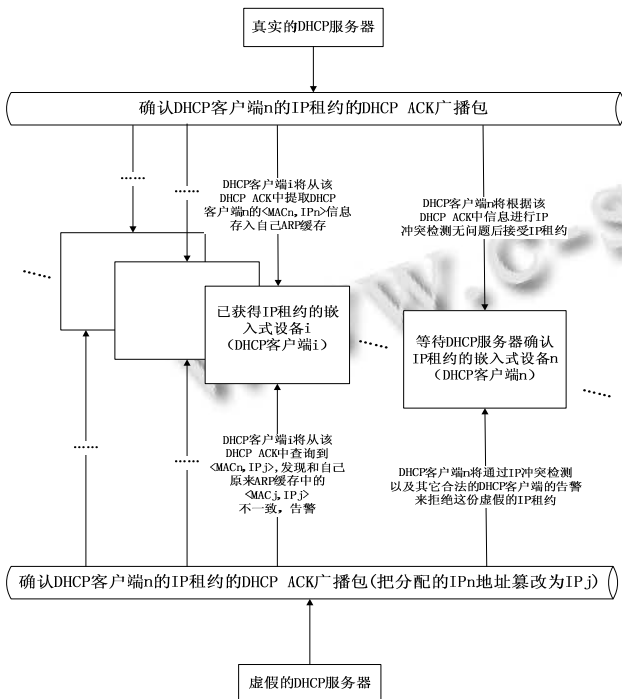 真实的DHCP服务器
确认DHCP客户端n的IP租约的DHCP ACK广播包
……
……
DHCP客户端i将从该
DHCP ACK中提取DHCP
客户端n的<MACn,IPn>信息
存入自己ARP缓存
DHCP客户端n将根据该
DHCP ACK中信息进行IP
冲突检测无问题后接受IP租约
……
已获得IP租约的嵌
入式设备i
（DHCP客户端i）
……
等待DHCP服务器确认
IP租约的嵌入式设备n
（DHCP客户端n）
……
……
……
DHCP客户端i将从该
DHCP ACK中查询到
<MACn,IPj>,发现和自己
原来ARP缓存中的
<MACj,IPj>
不一致，告警
DHCP客户端n将通过IP冲突检测
以及其它合法的DHCP客户端的告警
来拒绝这份虚假的IP租约
确认DHCP客户端n的IP租约的DHCP ACK广播包(把分配的IPn地址篡改为IPj)
虚假的DHCP服务器